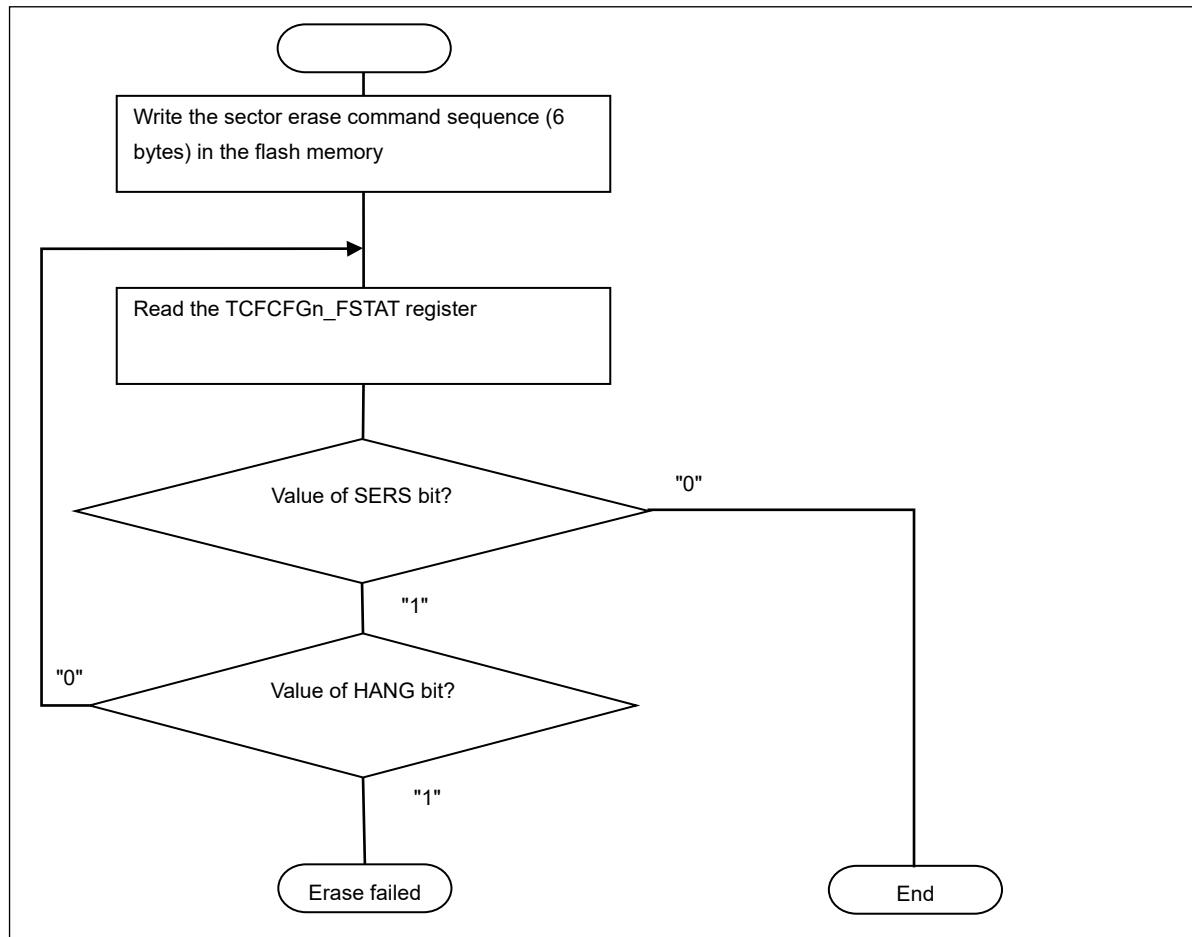 Write the sector erase command sequence (6
bytes) in the flash memory
Read the TCFCFGn_FSTAT register
Value of SERS bit?
"0"
"1"
"0"
Value of HANG bit?
"1"
Erase failed
End